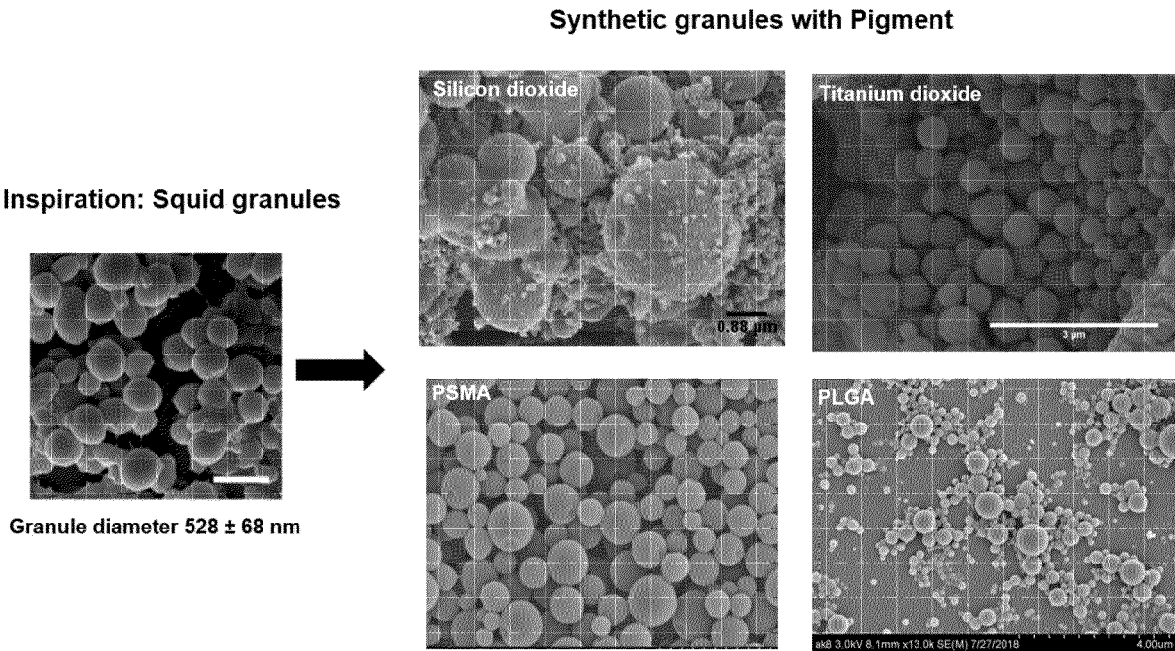 Synthetic granules with Pigment
Silicon dioxide
Titanium dioxide
Inspiration: Squid granules
0.88 µm
3 µm
PSMA
PLGA
Granule diameter 528 ± 68 nm
ak8 3.0kV 8.1mm x13.0k SE(M) 7/27/2018
4.00um